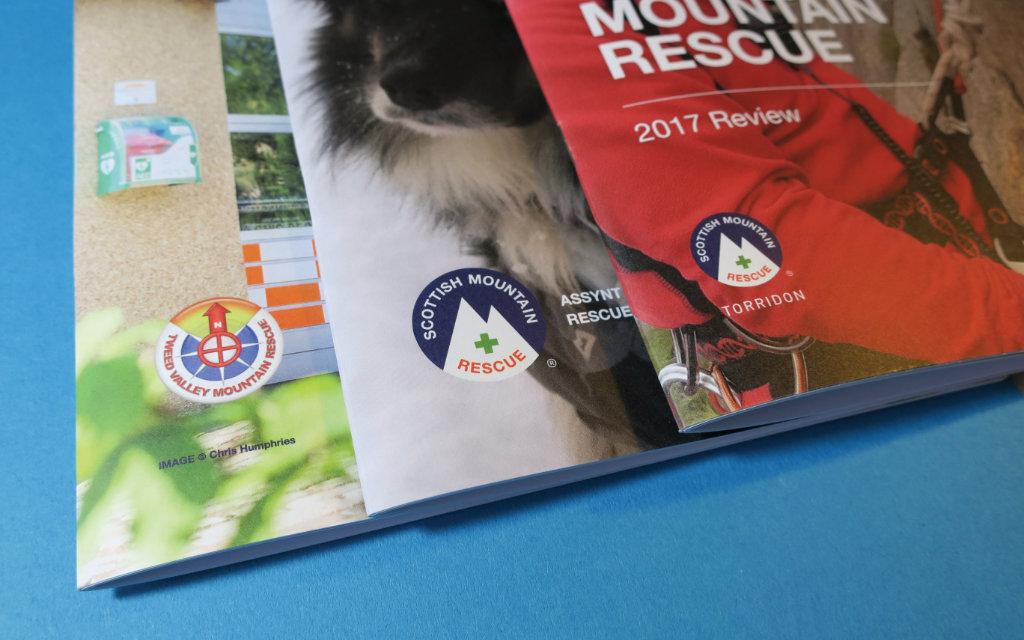 MOUNTAIN
RESCUE
2017 Review
SCOTTISH MOUNTAIN
RESCUE
®
TORRIDON
SCOTTISH MOUNTAIN
RESCUE
®
ASSYNT
RESCUE
N
TWEED VALLEY MOUNTAIN RESCUE
IMAGE © Chris Humphries